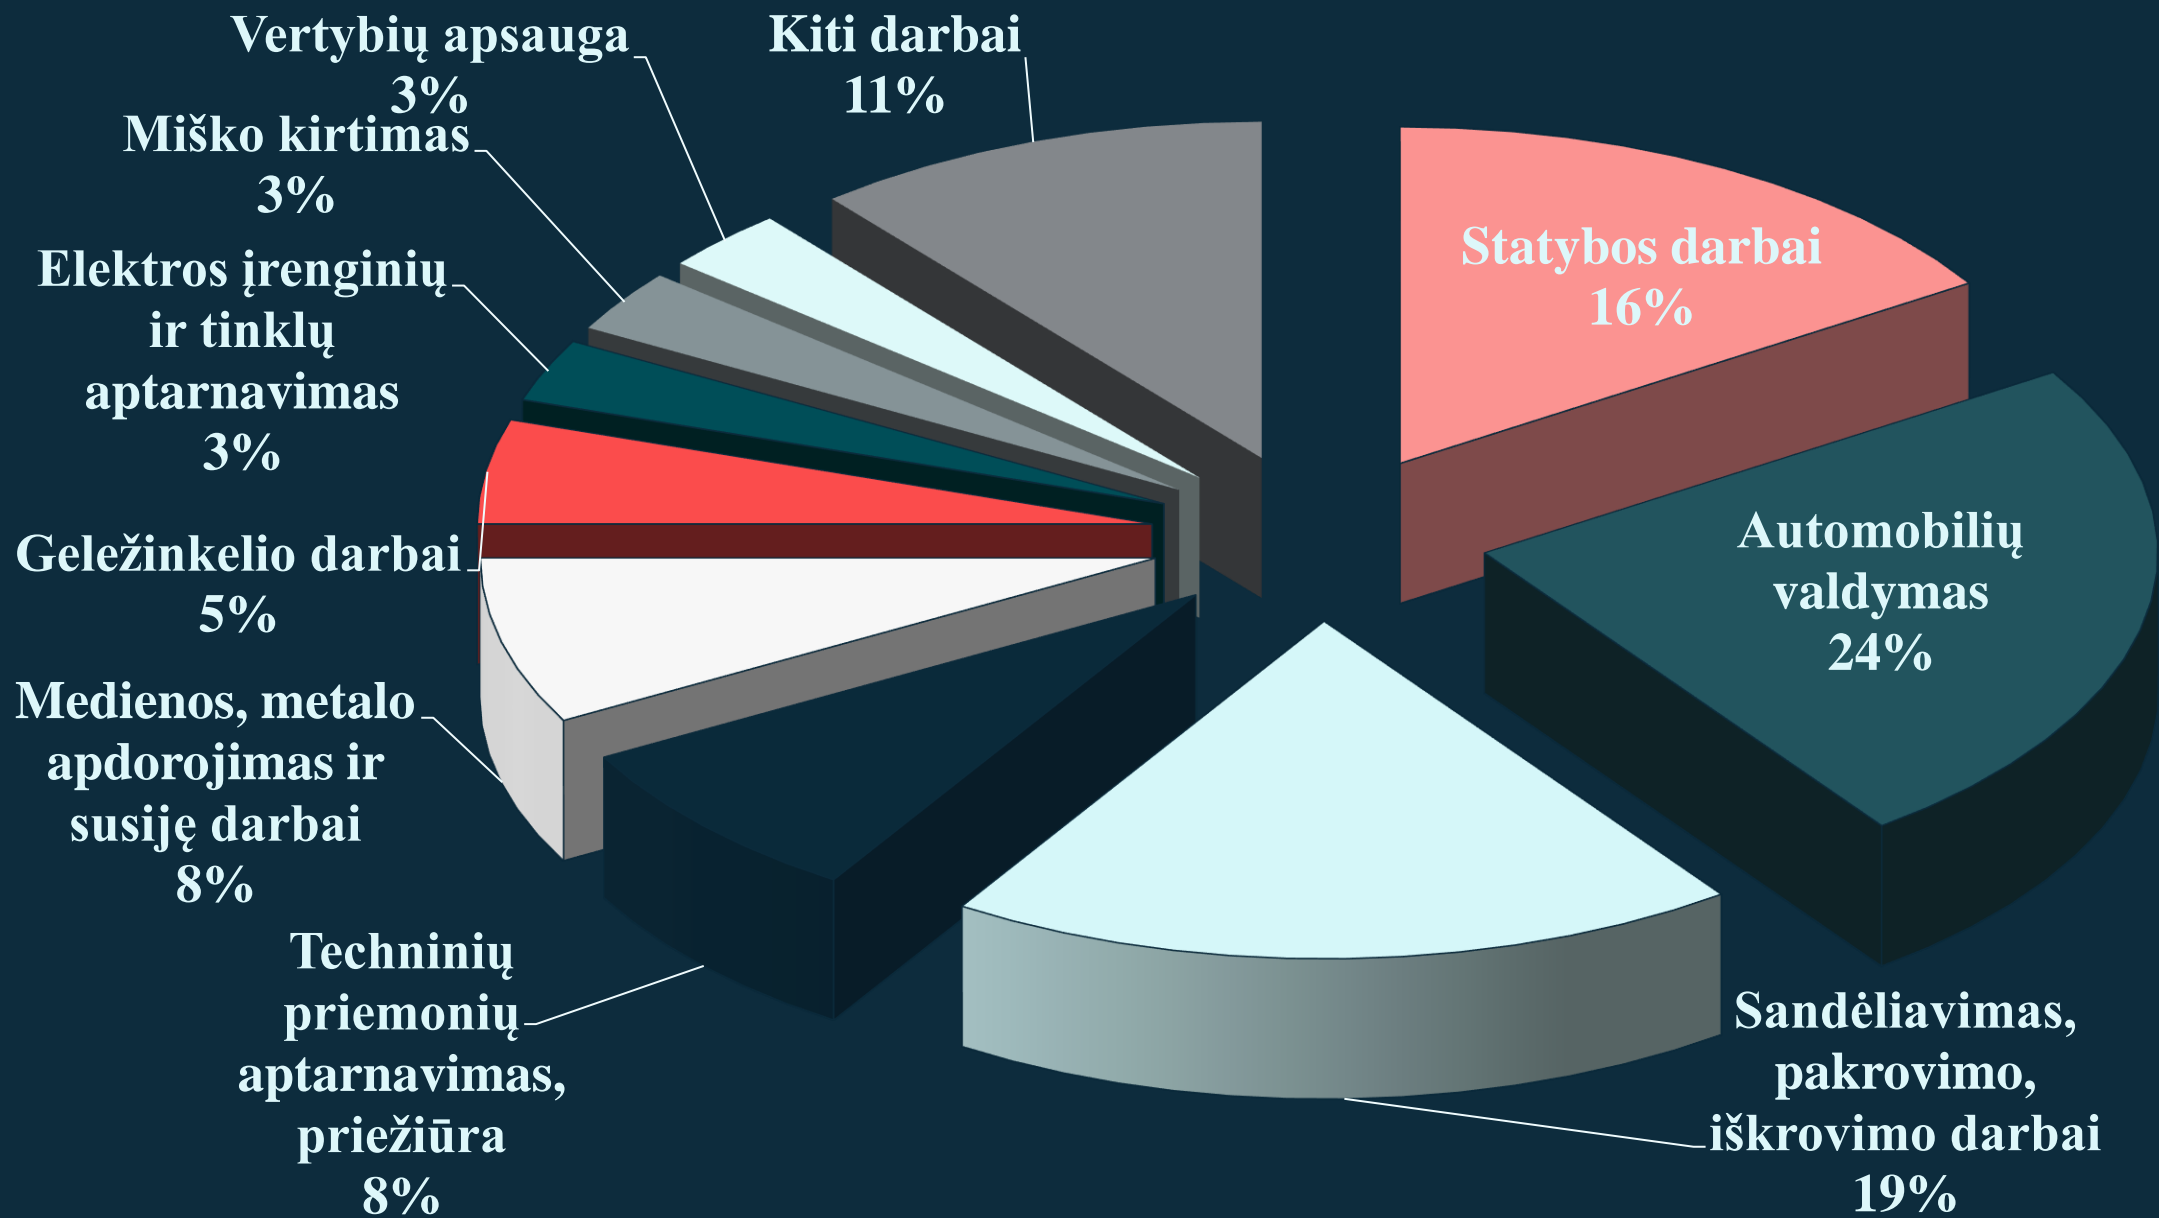 Vertybių apsauga
3%
Kiti darbai
11%
Miško kirtimas
3%
Elektros įrenginių
ir tinklų
aptarnavimas
3%
Geležinkelio darbai
5%
Medienos, metalo
apdorojimas ir
susiję darbai
8%
Techninių
priemonių
aptarnavimas,
priežiūra
8%
Statybos darbai
16%
Automobilių
valdymas
24%
Sandėliavimas,
pakrovimo,
iškrovimo darbai
19%